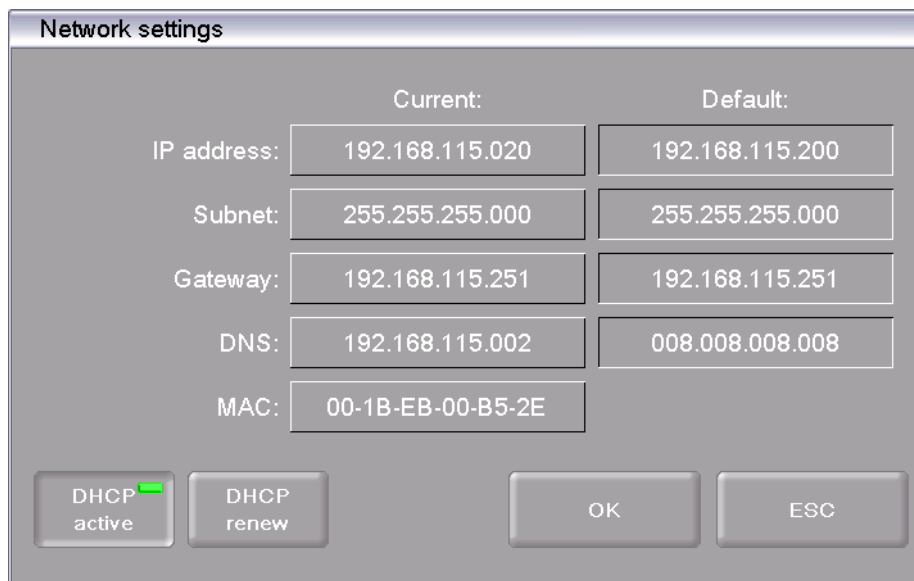 Network settings
Current: Default:
IP address: 192.168.115.020 192.168.115.200
Subnet: 255.255.255.000 255.255.255.000
Gateway: 192.168.115.251 192.168.115.251
DNS: 192.168.115.002 008.008.008.008
MAC: 00-1B-EB-00-B5-2E
DHCP active DHCP renew OK ESC